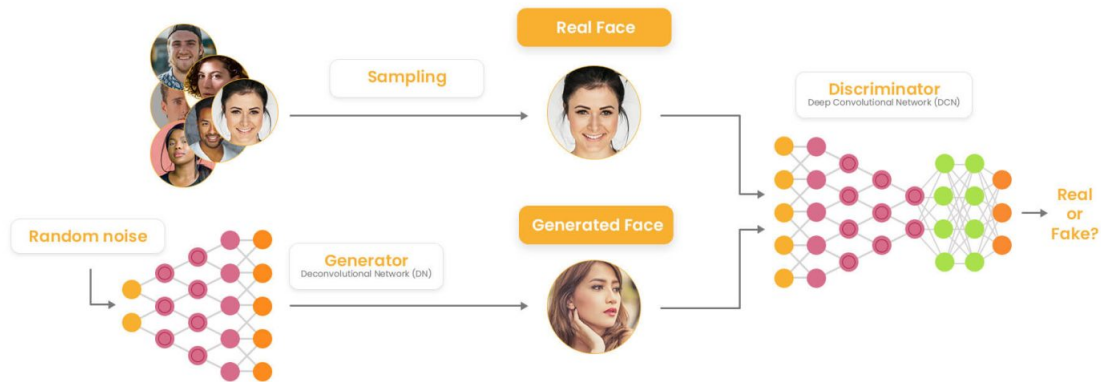 Real Face
Sampling
Discriminator
Deep Convolutional Network (DCN)
Real
or
Fake?
Generated Face
Random noise
Generator
Deconvolutional Network (DN)